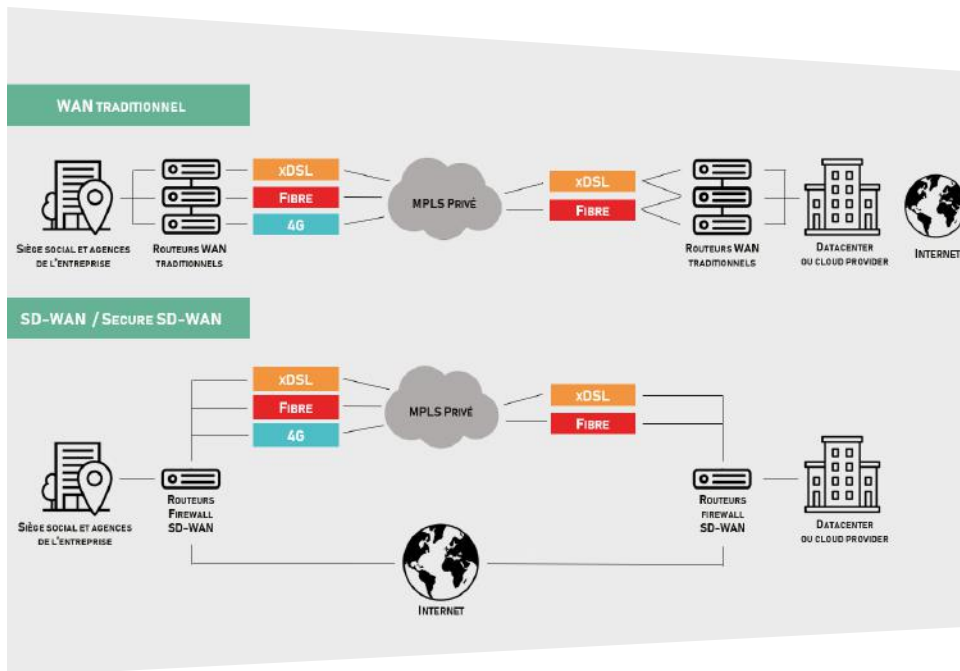 WAN TRADITIONNEL
xDSL
FIBRE
4G
MPLS PRIVÉ
xDSL
FIBRE
SIÈGE SOCIAL ET AGENCES
DE L'ENTREPRISE
ROUTEURS WAN
TRADITIONNELS
ROUTEURS WAN
TRADITIONNELS
DATACENTER
OU CLOUD PROVIDER
INTERNET
SD-WAN / SECURE SD-WAN
xDSL
FIBRE
4G
MPLS PRIVÉ
xDSL
FIBRE
SIÈGE SOCIAL ET AGENCES
DE L'ENTREPRISE
ROUTEURS
FIREWALL
SD-WAN
ROUTEURS
FIREWALL
SD-WAN
DATACENTER
OU CLOUD PROVIDER
INTERNET